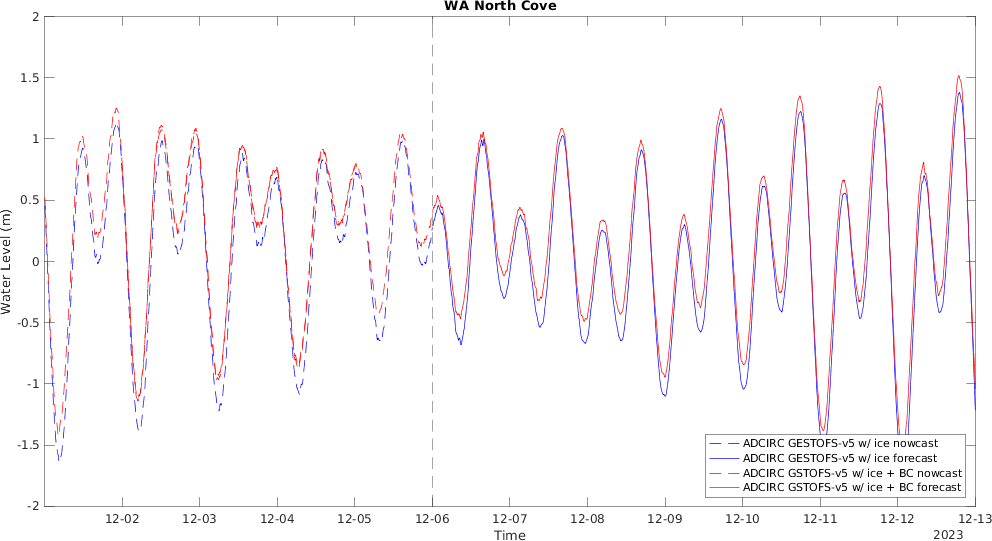 WA North Cove
2
1.5
1
0.5
0
-0.5
-1
-1.5
-2
Water Level (m)
12-02 12-03 12-04 12-05 12-06 12-07 12-08 12-09 12-10 12-11 12-12 12-13
Time
2023
ADCIRC GESTOFS-v5 w/ ice nowcast
ADCIRC GESTOFS-v5 w/ ice forecast
ADCIRC GSTOFS-v5 w/ ice + BC nowcast
ADCIRC GSTOFS-v5 w/ ice + BC forecast